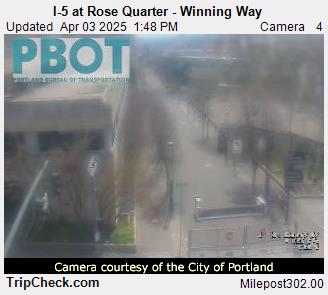 I-5 at Rose Quarter - Winning Way
Updated Apr 03 2025 1:48 PM Camera 4
PBOT
PORTLAND BUREAU OF TRANSPORTATION
Camera courtesy of the City of Portland
TripCheck.com Milepost302.00